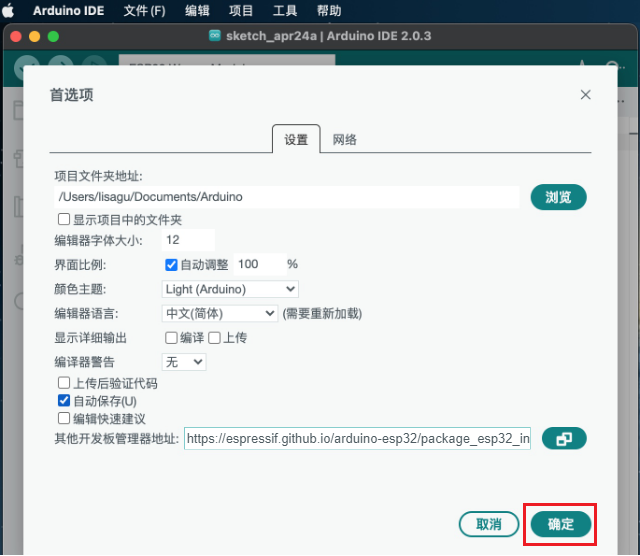 Arduino IDE 文件(F) 编辑 项目 工具 帮助
sketch_apr24a | Arduino IDE 2.0.3
首选项
设置 网络
项目文件夹地址:
/Users/lisagu/Documents/Arduino 浏览
显示项目中的文件夹
编辑器字体大小: 12
界面比例: 自动调整 100 %
颜色主题: Light (Arduino)
编辑器语言: 中文(简体) (需要重新加载)
显示详细输出 编译 上传
编译器警告 无
上传后验证代码
自动保存(U)
编辑快速建议
其他开发板管理器地址: https://espressif.github.io/arduino-esp32/package_esp32_in
取消 确定